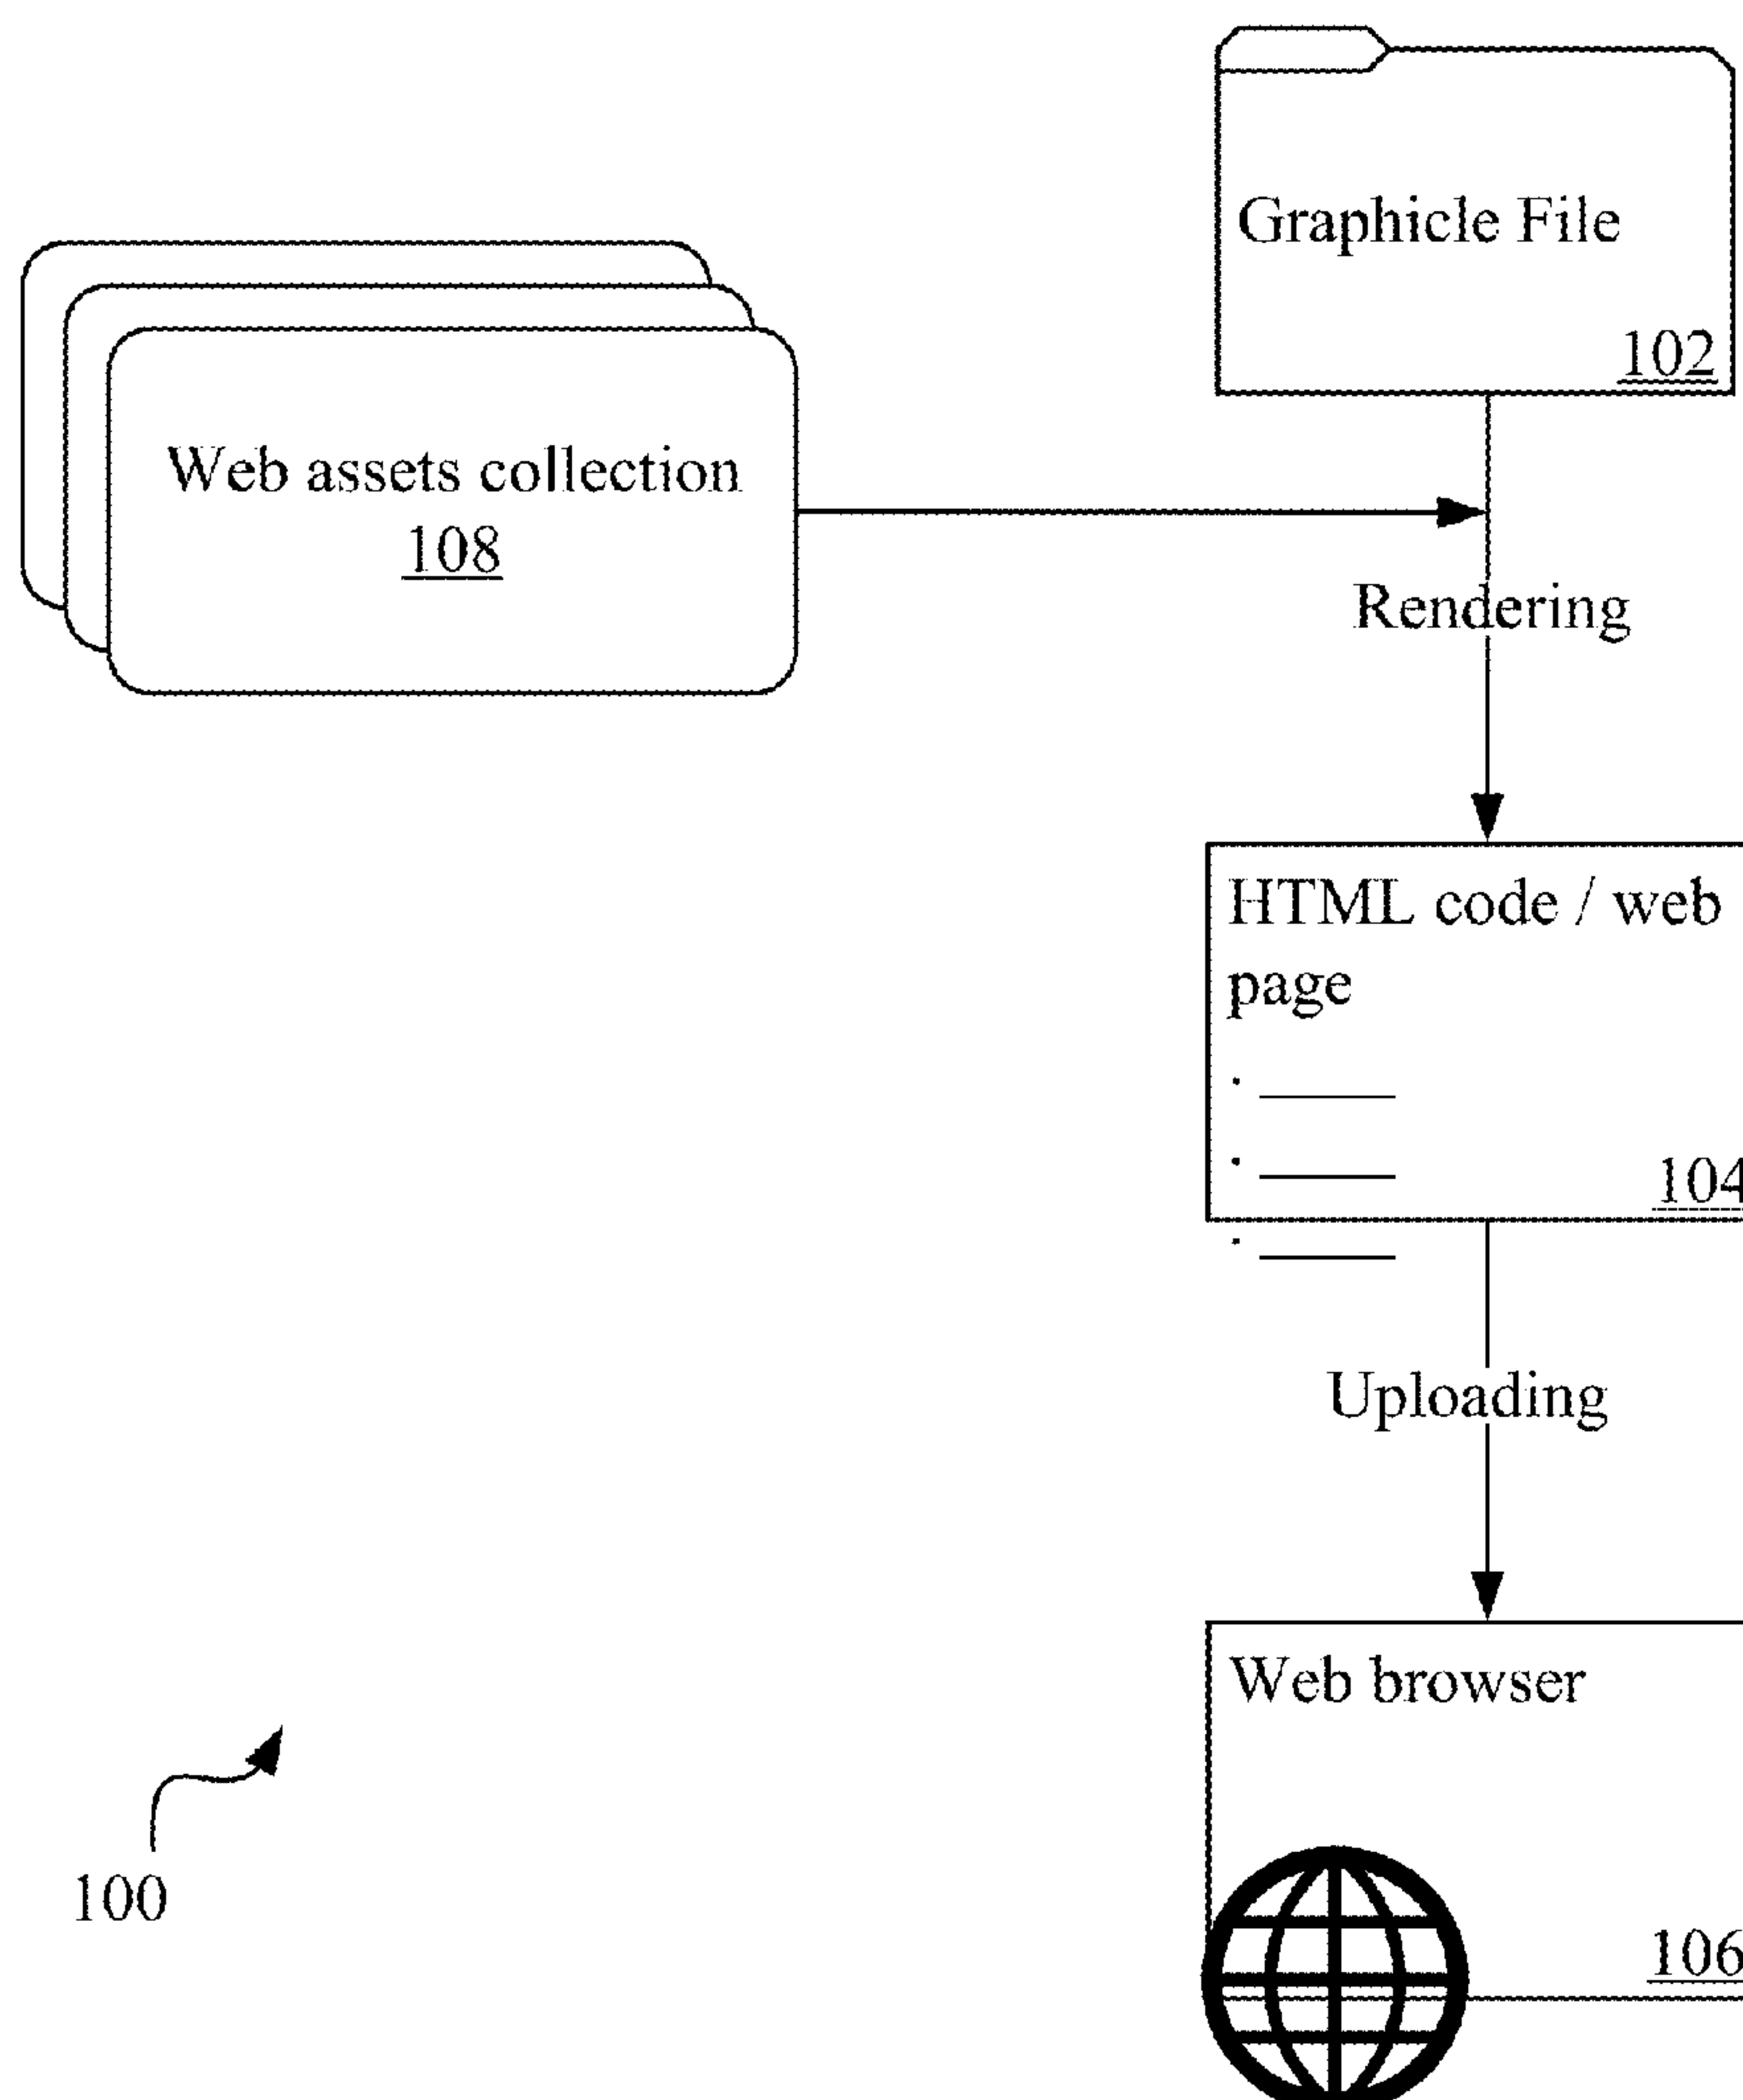 Graphicle File
102
Web assets collection
108
Rendering
HTML code / web
page
104
Uploading
Web browser
106
100